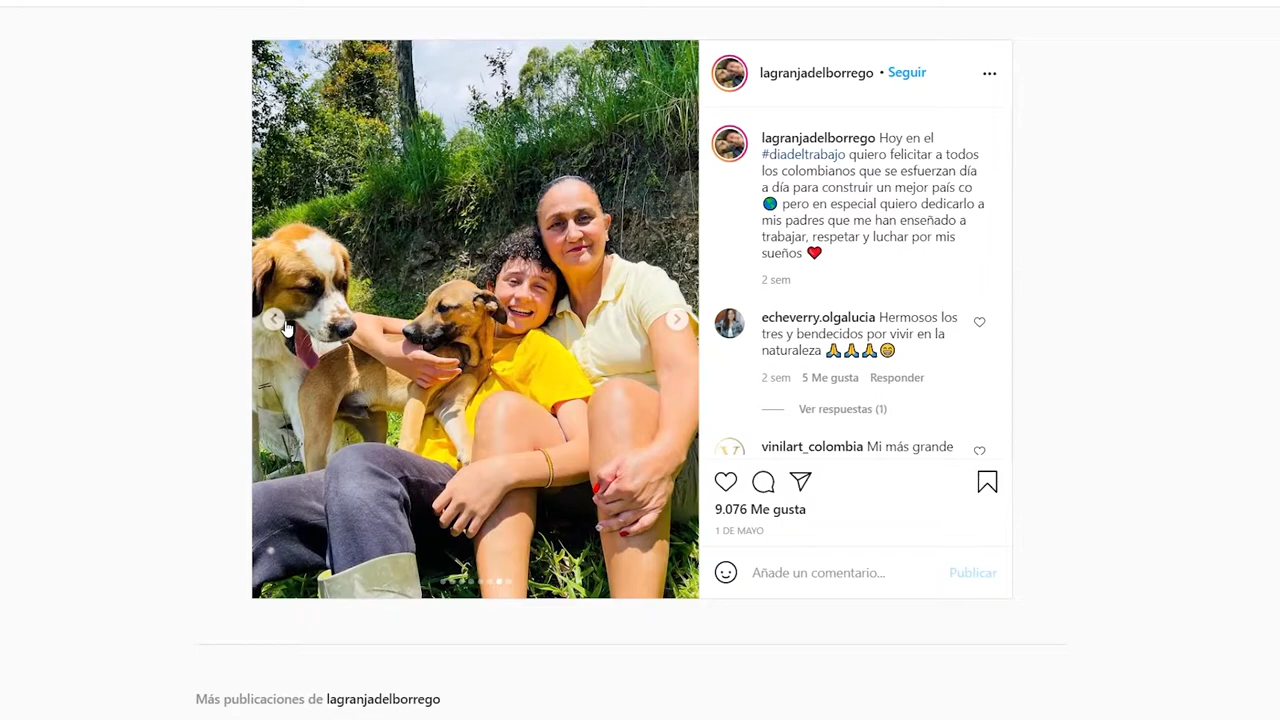 lagranjadelborrego • Seguir
lagranjadelborrego Hoy en el
#diadeltrabajo quiero felicitar a todos
los colombianos que se esfuerzan día
a día para construir un mejor país co
pero en especial quiero dedicarlo a
mis padres que me han enseñado a
trabajar, respetar y luchar por mis
sueños
2 sem
echeverry.olgalucia Hermosos los
tres y bendecidos por vivir en la
naturaleza
2 sem 5 Me gusta Responder
Ver respuestas (1)
vinilart_colombia Mi más grande
9.076 Me gusta
1 DE MAYO
Añade un comentario... Publicar
Más publicaciones de lagranjadelborrego